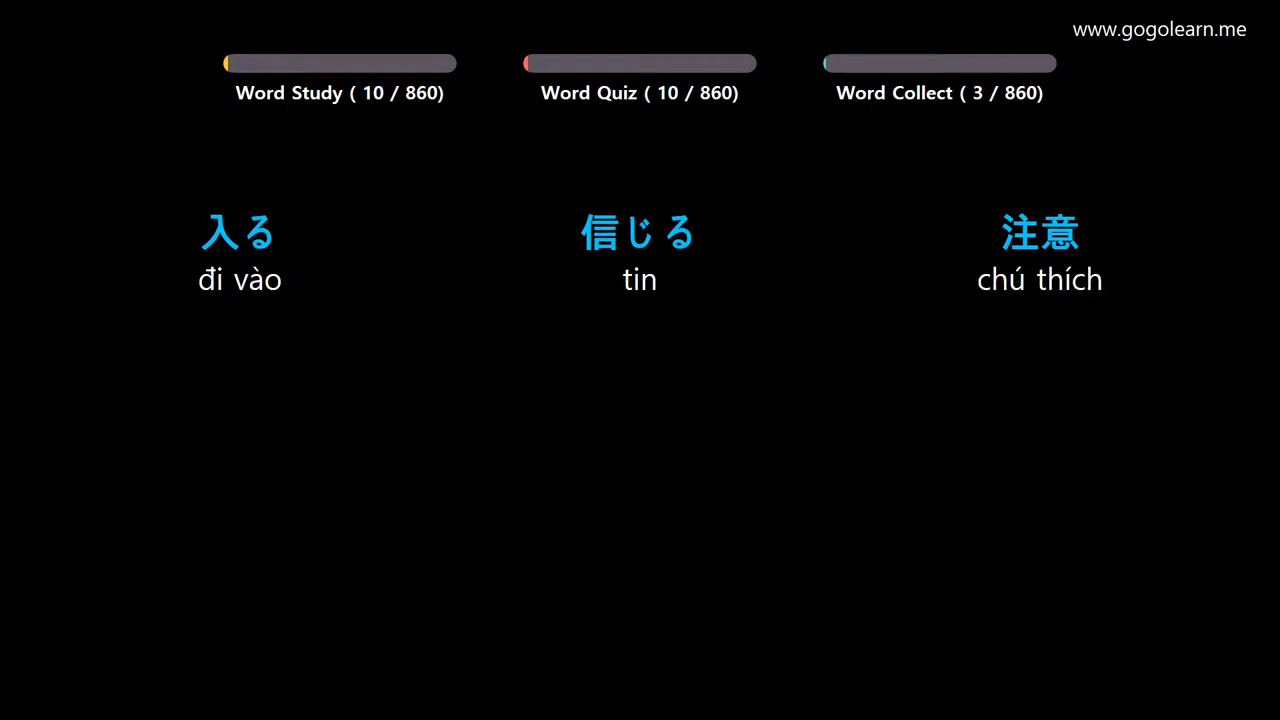 www.gogolearn.me
Word Study ( 10 / 860)
Word Quiz ( 10 / 860)
Word Collect ( 3 / 860)
入る
đi vào
信じる
tin
注意
chú thích